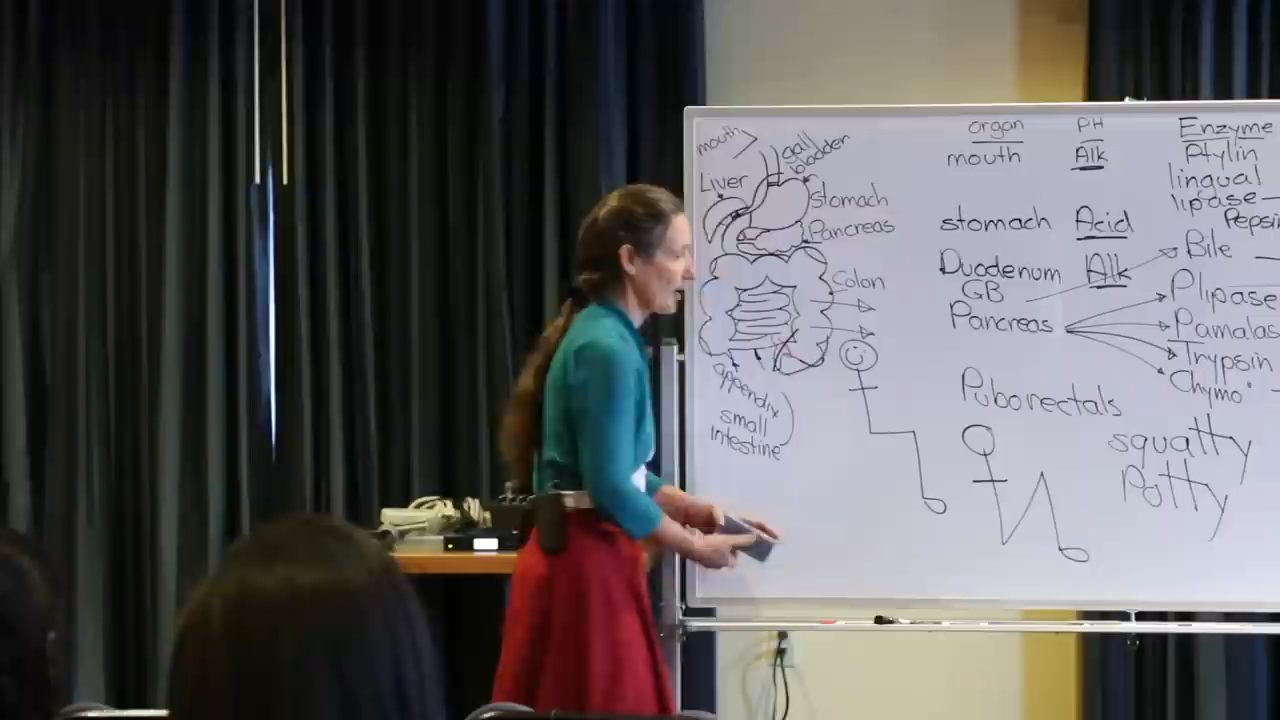 mouth
gall
bladder
Liver
stomach
Pancreas
Colon
appendix
small
intestine
organ PH Enzyme
mouth Alk Ptylin
lingual
lipase
stomach Acid Pepsin
Duodenum Alk Bile
GB
Pancreas Plipase
Pamalas
Trypsin
Chymo"
Puborectals
squatty
Potty